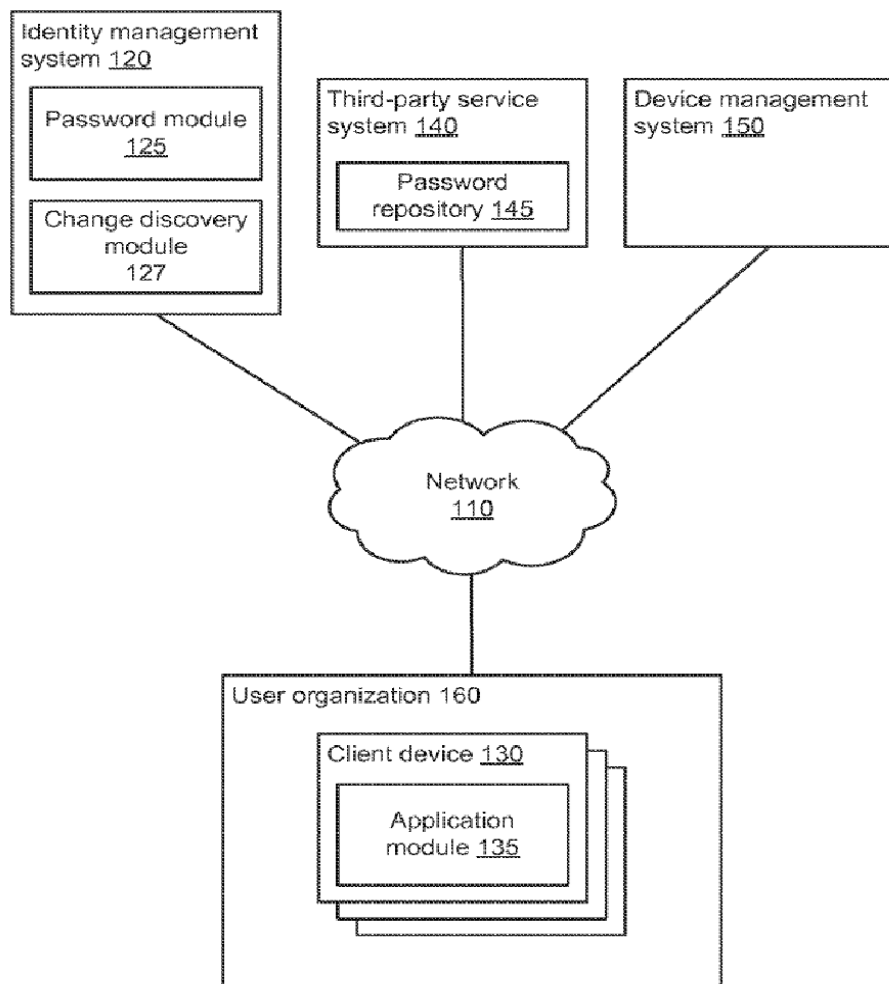 Identity management
system 120
Password module
125
Change discovery
module
127
Third-party service
system 140
Password
repository 145
Device management
system 150
Network
110
User organization 160
Client device 130
Application
module 135